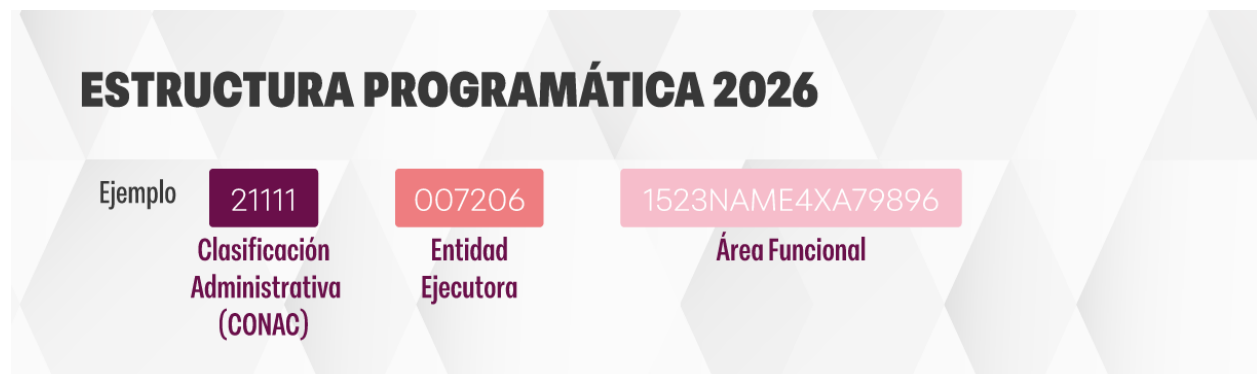 ESTRUCTURA PROGRAMÁTICA 2026
Ejemplo 21111 007206 1523NAME4XA79896
Clasificación Entidad Área Funcional
Administrativa Ejecutora
(CONAC)